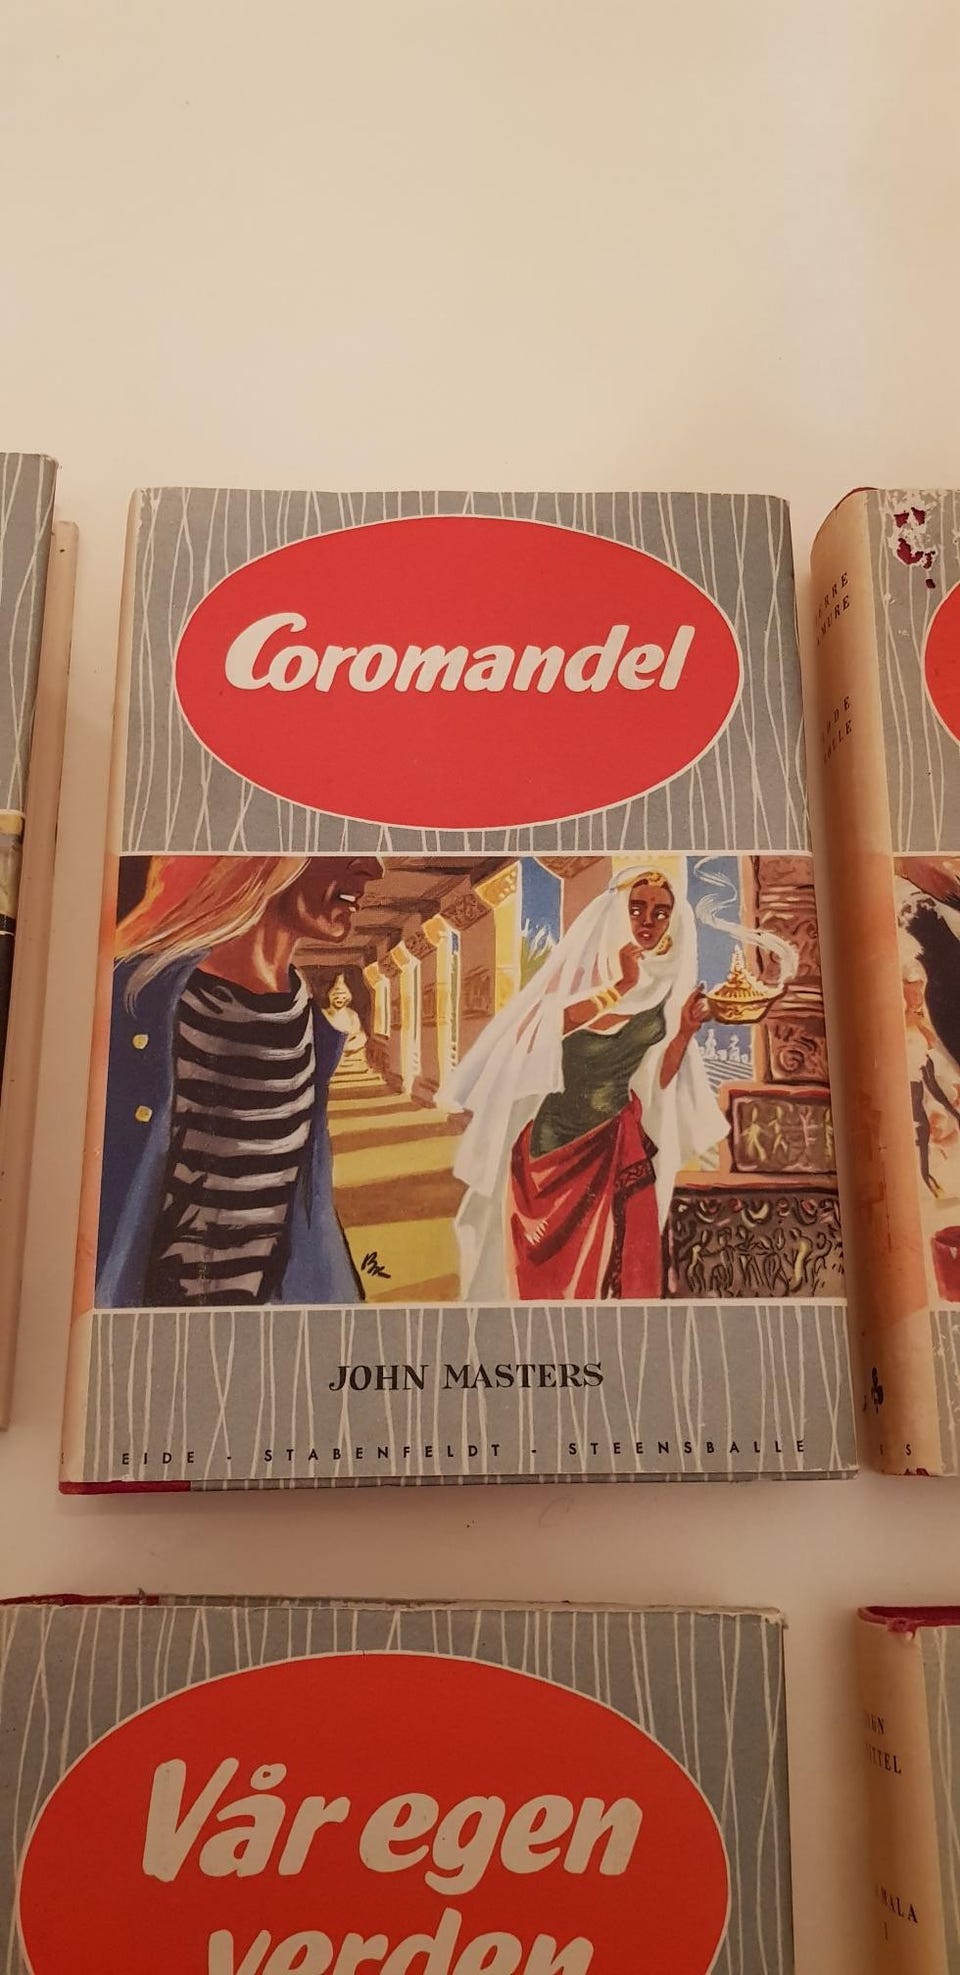 Coromandel
JOHN MASTERS
EIDE - STABENFELDT - STEENSBALLE
Vår egen
verden
S